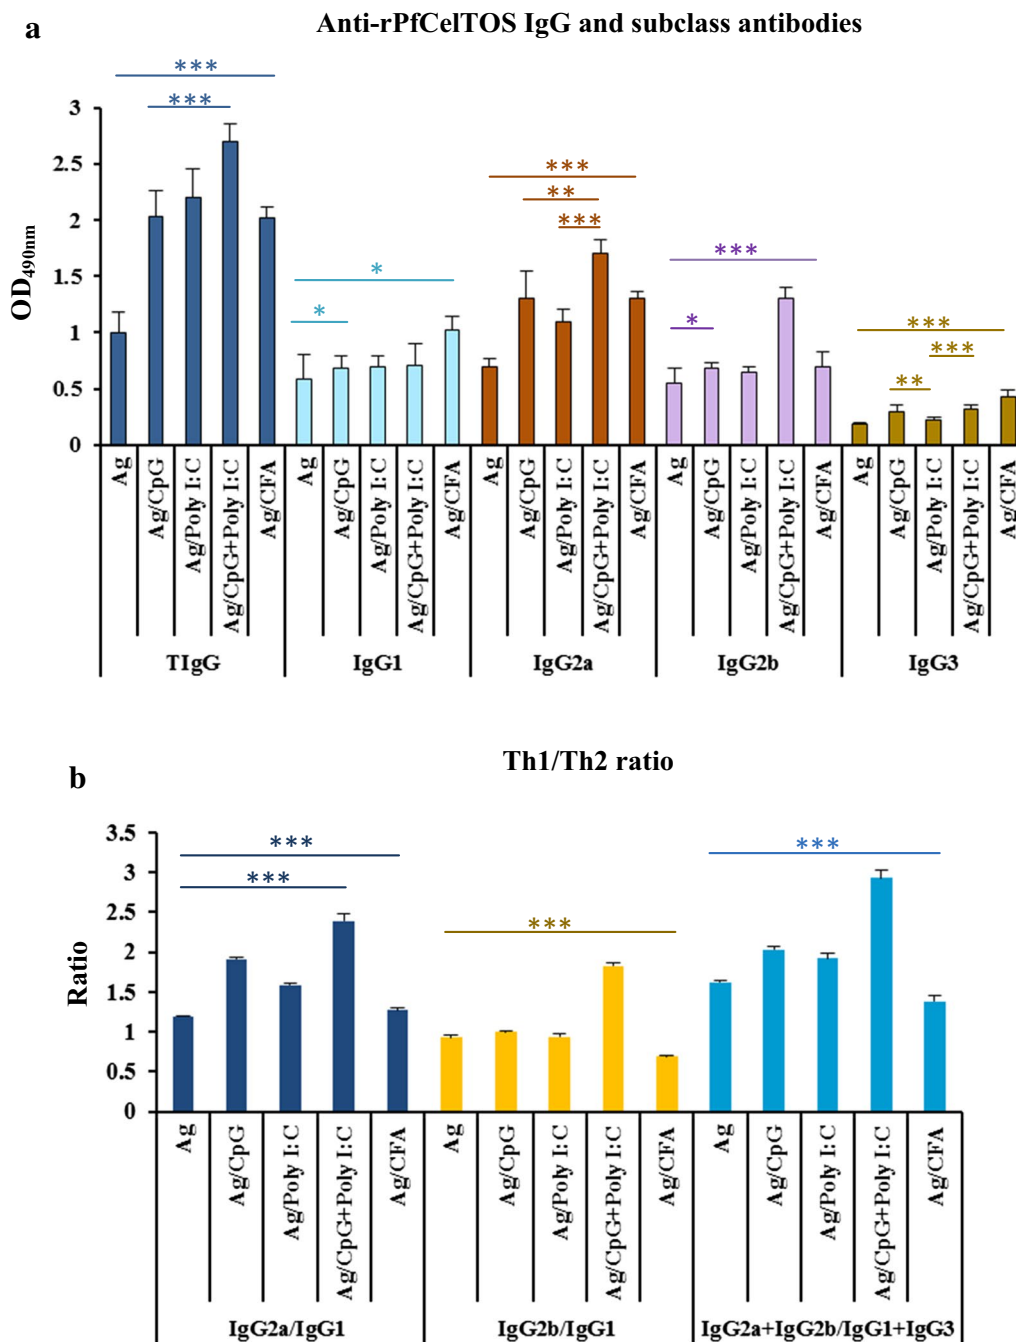 a
Anti-rPfCelTOS IgG and subclass antibodies
***
***
3
2.5
2
1.5
1
0.5
0
OD490nm
*
*
***
**
***
***
*
***
***
**
Ag
Ag/CpG
Ag/Poly I:C
Ag/CpG+Poly I:C
Ag/CFA
Ag
Ag/CpG
Ag/Poly I:C
Ag/CpG+Poly I:C
Ag/CFA
Ag
Ag/CpG
Ag/Poly I:C
Ag/CpG+Poly I:C
Ag/CFA
Ag
Ag/CpG
Ag/Poly I:C
Ag/CpG+Poly I:C
Ag/CFA
Ag
Ag/CpG
Ag/Poly I:C
Ag/CpG+Poly I:C
Ag/CFA
TIgG IgG1 IgG2a IgG2b IgG3
b
Th1/Th2 ratio
3.5
3
2.5
2
1.5
1
0.5
0
Ratio
***
***
***
***
Ag
Ag/CpG
Ag/Poly I:C
Ag/CpG+Poly I:C
Ag/CFA
Ag
Ag/CpG
Ag/Poly I:C
Ag/CpG+Poly I:C
Ag/CFA
Ag
Ag/CpG
Ag/Poly I:C
Ag/CpG+Poly I:C
Ag/CFA
IgG2a/IgG1 IgG2b/IgG1 IgG2a+IgG2b/IgG1+IgG3